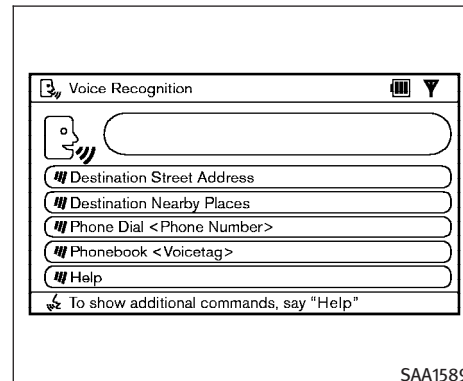 Voice Recognition
Destination Street Address
Destination Nearby Places
Phone Dial <Phone Number>
Phonebook <Voicetag>
Help
To show additional commands, say “Help”
SAA1589